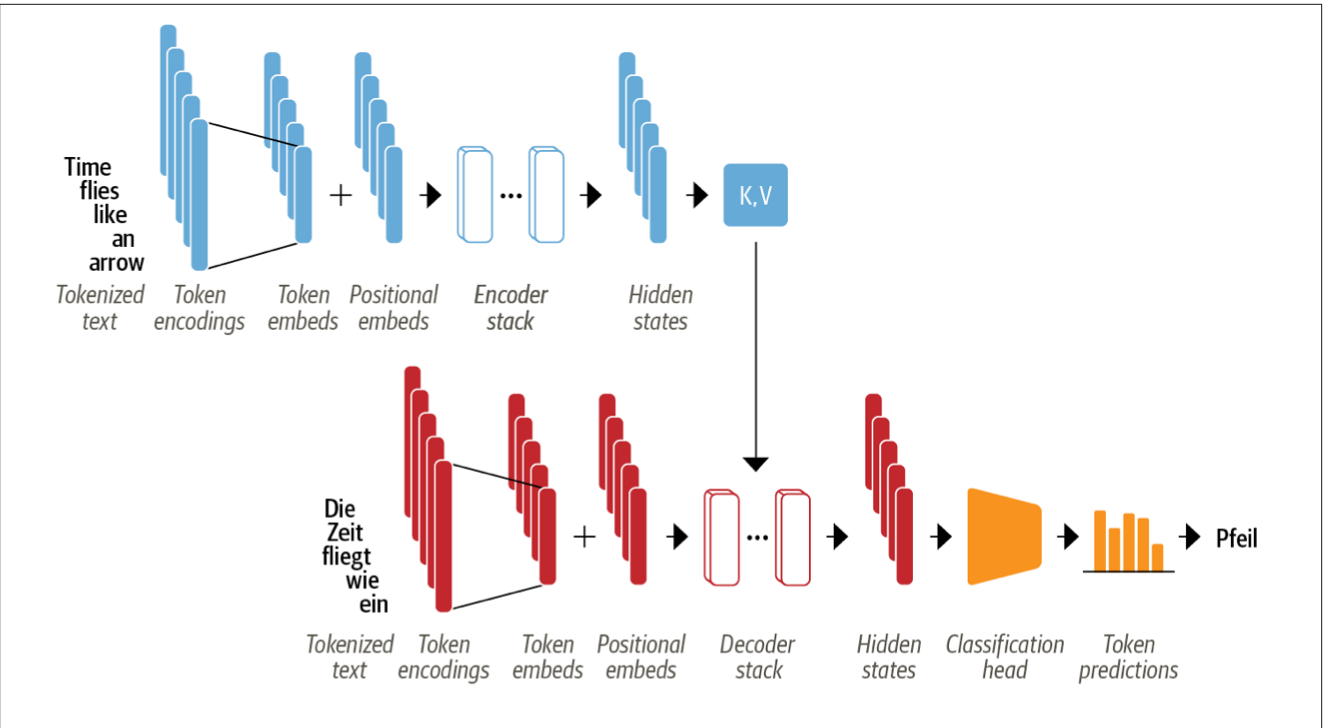 Time
flies
like
an
arrow
+
...
K,V
Tokenized text
Token encodings
Token embeds
Positional embeds
Encoder stack
Hidden states
Die
Zeit
fliegt
wie
ein
+
...
Pfeil
Tokenized text
Token encodings
Token embeds
Positional embeds
Decoder stack
Hidden states
Classification head
Token predictions